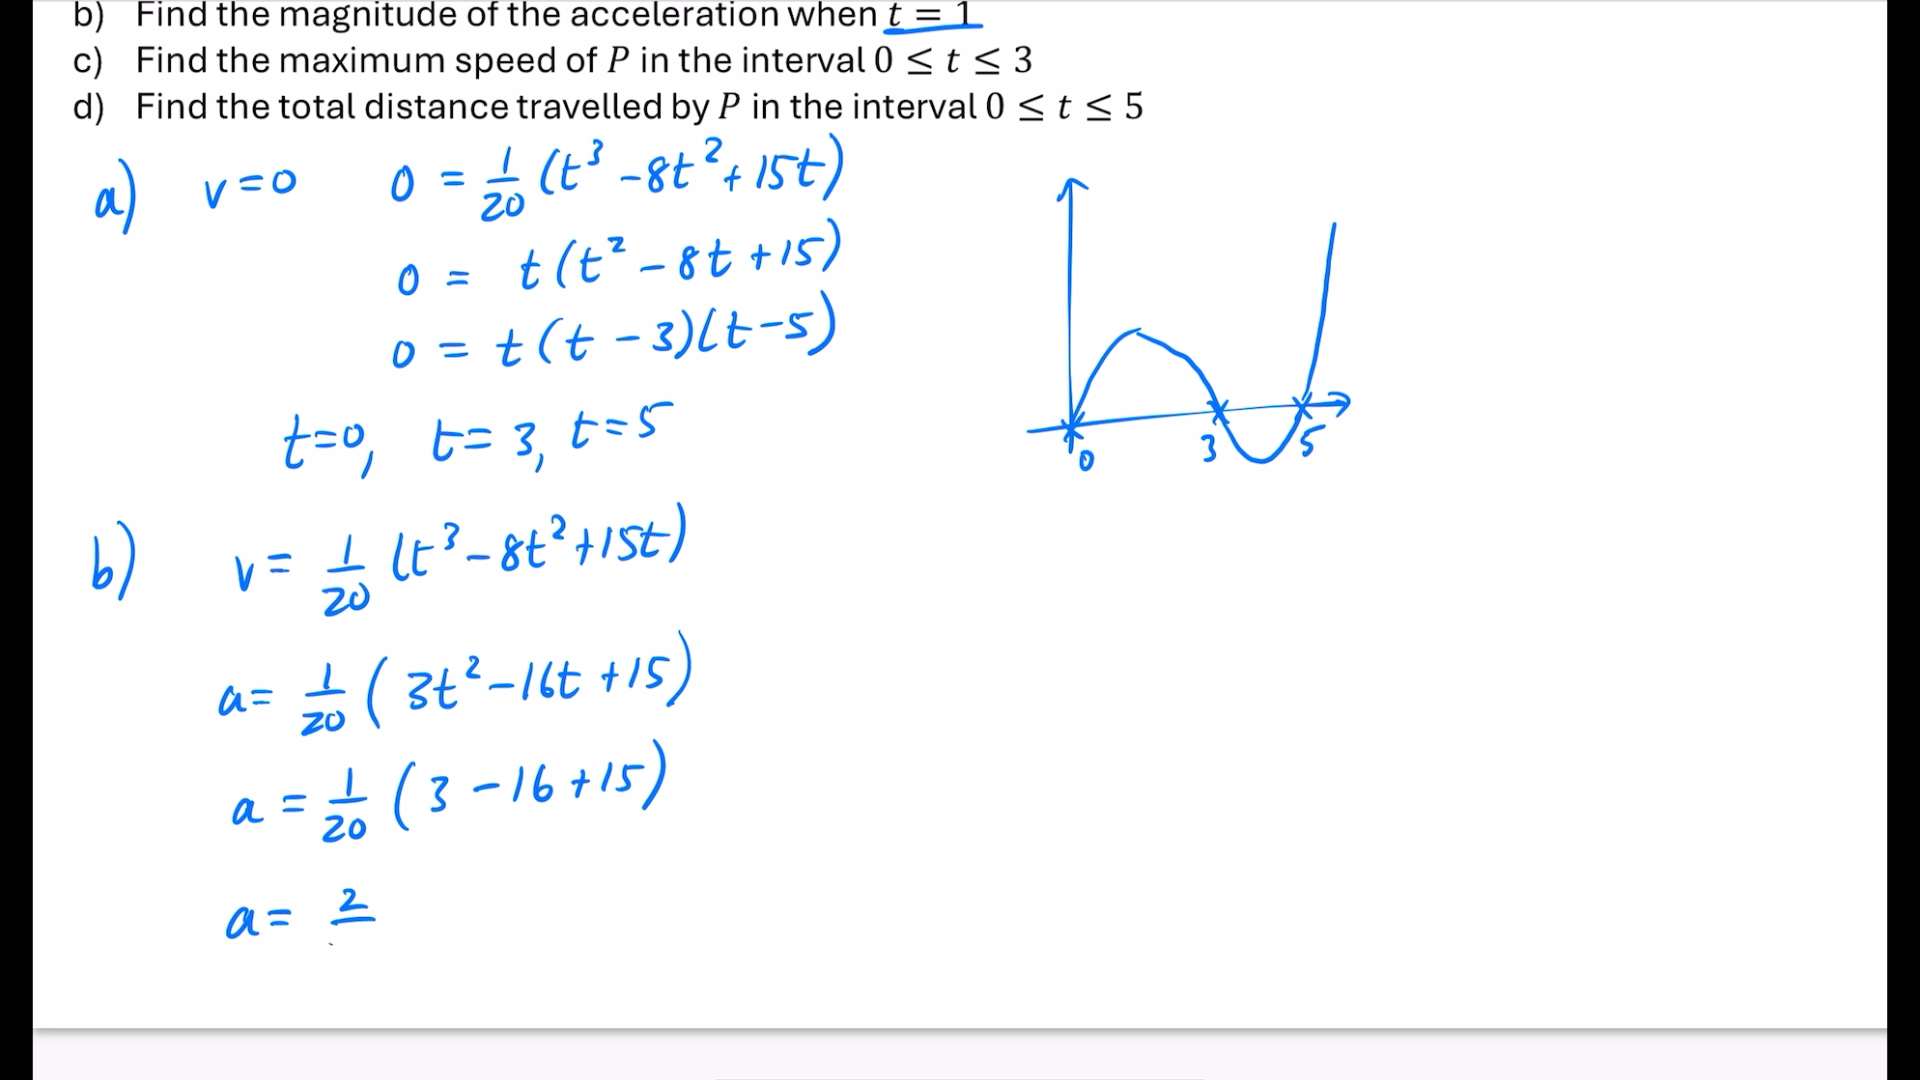 b) Find the magnitude of the acceleration when t = 1
c) Find the maximum speed of P in the interval 0 ≤ t ≤ 3
d) Find the total distance travelled by P in the interval 0 ≤ t ≤ 5
a) v=0 0 = 1/20 (t³ -8t² + 15t)
0 = t(t² - 8t + 15)
0 = t(t - 3)(t-5)
t=0, t= 3, t=5
0 3 5
b) v= 1/20 (t³-8t²+15t)
a= 1/20 ( 3t²-16t +15)
a = 1/20 ( 3 -16 +15)
a= 2